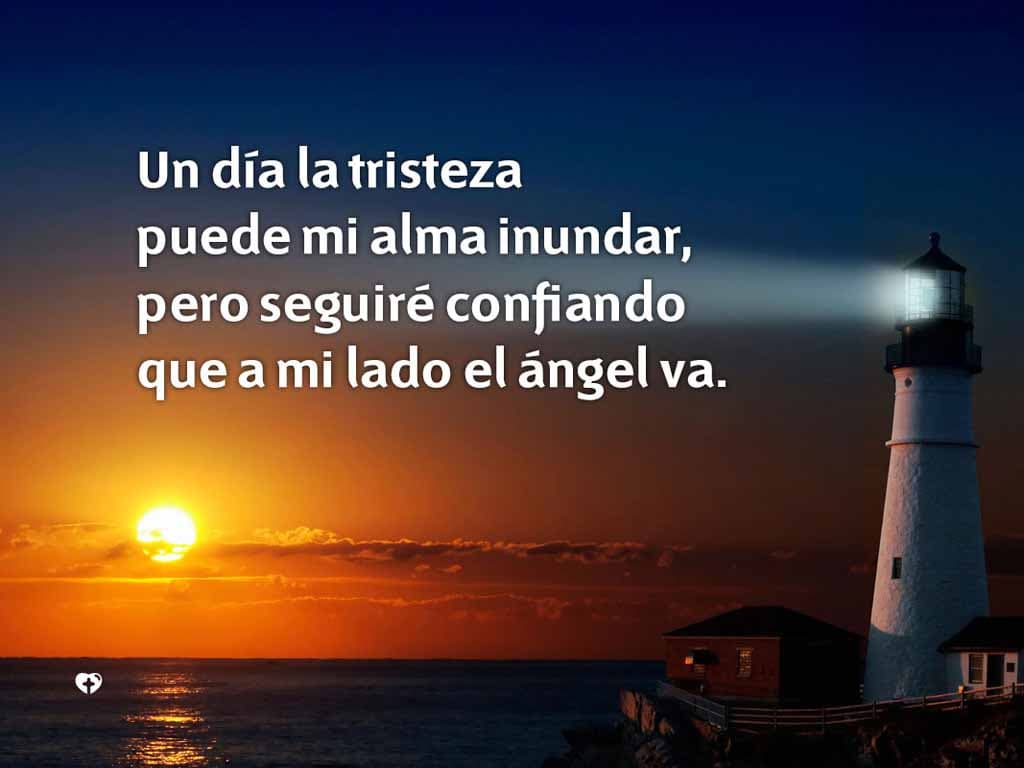 Un día la tristeza
puede mi alma inundar,
pero seguiré confiando
que a mi lado el ángel va.